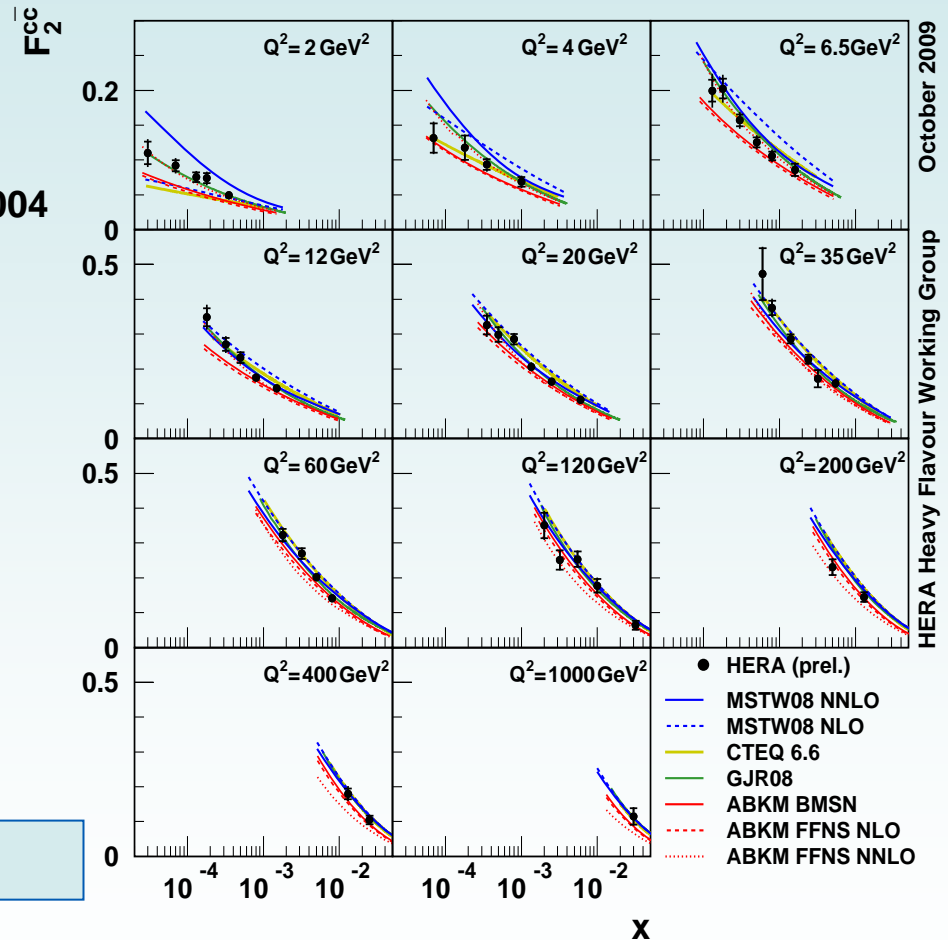 F₂^cc̄
Q²= 2 GeV²
Q²= 4 GeV²
Q²= 6.5GeV²
0.2
0
004
Q²= 12 GeV²
Q²= 20 GeV²
Q²= 35 GeV²
0.5
0
Q²= 60 GeV²
Q²= 120 GeV²
Q²= 200 GeV²
0.5
0
Q²= 400 GeV²
Q²= 1000 GeV²
0.5
0
HERA (prel.)
MSTW08 NNLO
MSTW08 NLO
CTEQ 6.6
GJR08
ABKM BMSN
ABKM FFNS NLO
ABKM FFNS NNLO
10⁻⁴ 10⁻³ 10⁻² 10⁻⁴ 10⁻³ 10⁻²
x
HERA Heavy Flavour Working Group October 2009